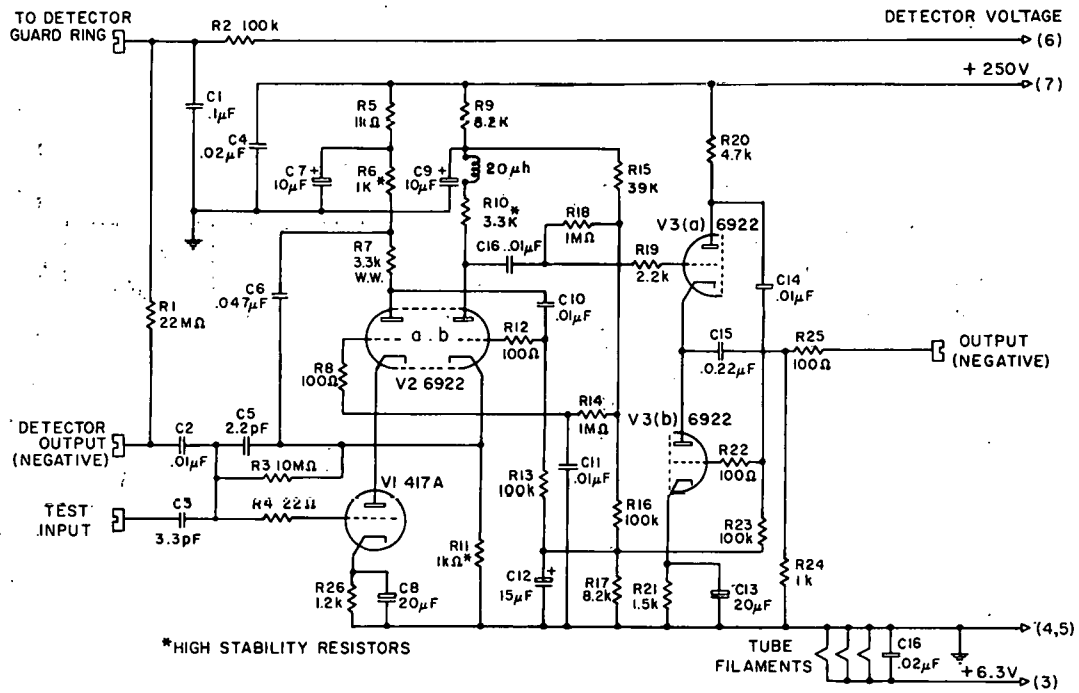 TO DETECTOR
GUARD RING
R2 100k
DETECTOR VOLTAGE
(6)
+ 250V
(7)
C1
.1µF
C4
.02µF
R5
1kΩ
R9
8.2K
R20
4.7k
C7 +
10µF
R6
1K *
C9 +
10µF
20µh
R15
39K
R10 *
3.3K
R18
1MΩ
V3(a) 6922
C16 .01µF
R19
2.2k
R7
3.3k
W.W.
C6
.047µF
C14
.01µF
R1
22MΩ
C10
.01µF
R12
100Ω
C15
.022µF
R25
100Ω
OUTPUT
(NEGATIVE)
a . b
R8
100Ω
V2 6922
R14
1MΩ
V3(b) 6922
DETECTOR
OUTPUT
(NEGATIVE)
C2
.01µF
C5
2.2pF
R22
100Ω
R3 10MΩ
R13
100k
C11
.01µF
V1 417A
TEST
INPUT
C3
3.3pF
R4 22Ω
R16
100k
R23
100k
R11
1kΩ*
R24
1k
C12 +
15µF
R17
8.2k
R26
1.2k
C8
20µF
R21
1.5k
C13
20µF
(4,5)
*HIGH STABILITY RESISTORS
TUBE
FILAMENTS
C16
.02µF
+6.3V
(3)